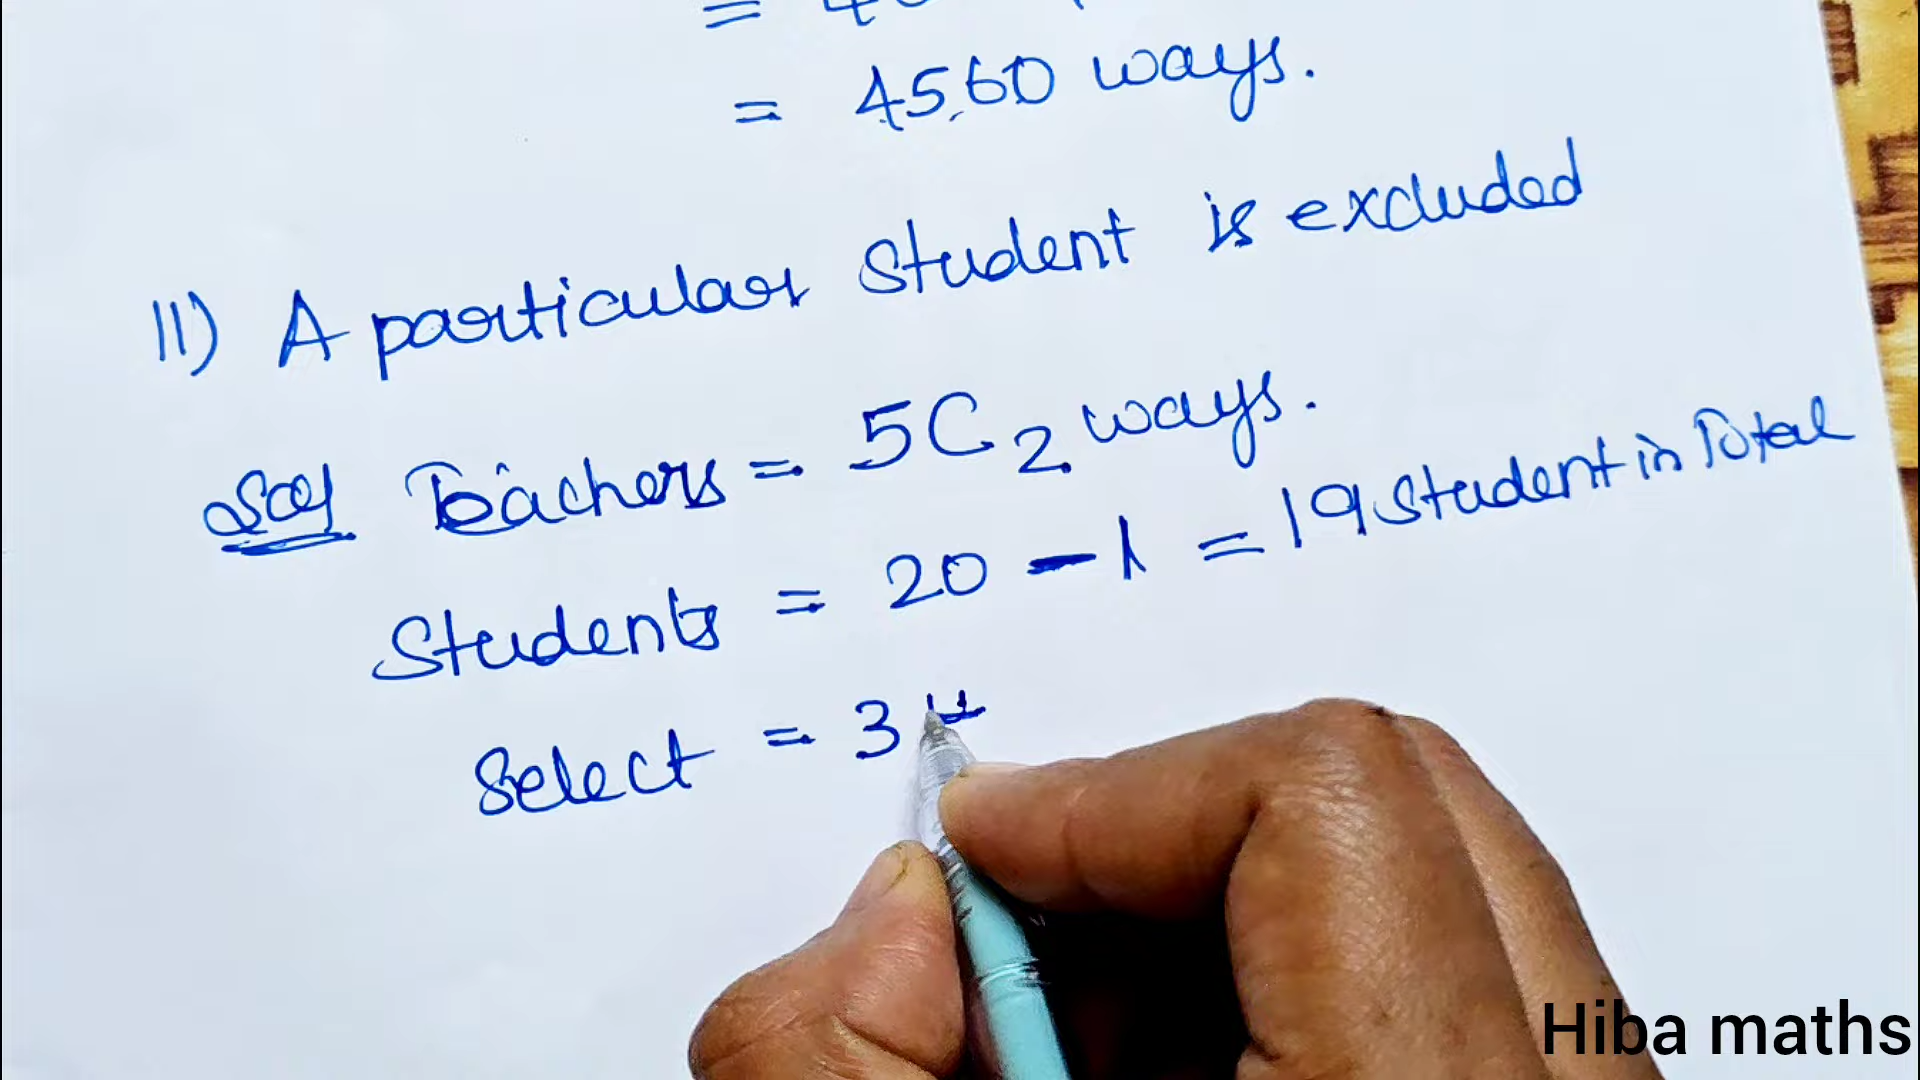 =
= 4560 ways.
II) A particular student is excluded
Sol Teachers = 5C2 ways.
Students = 20 - 1 = 19 student in Total
Select = 3
Hiba maths